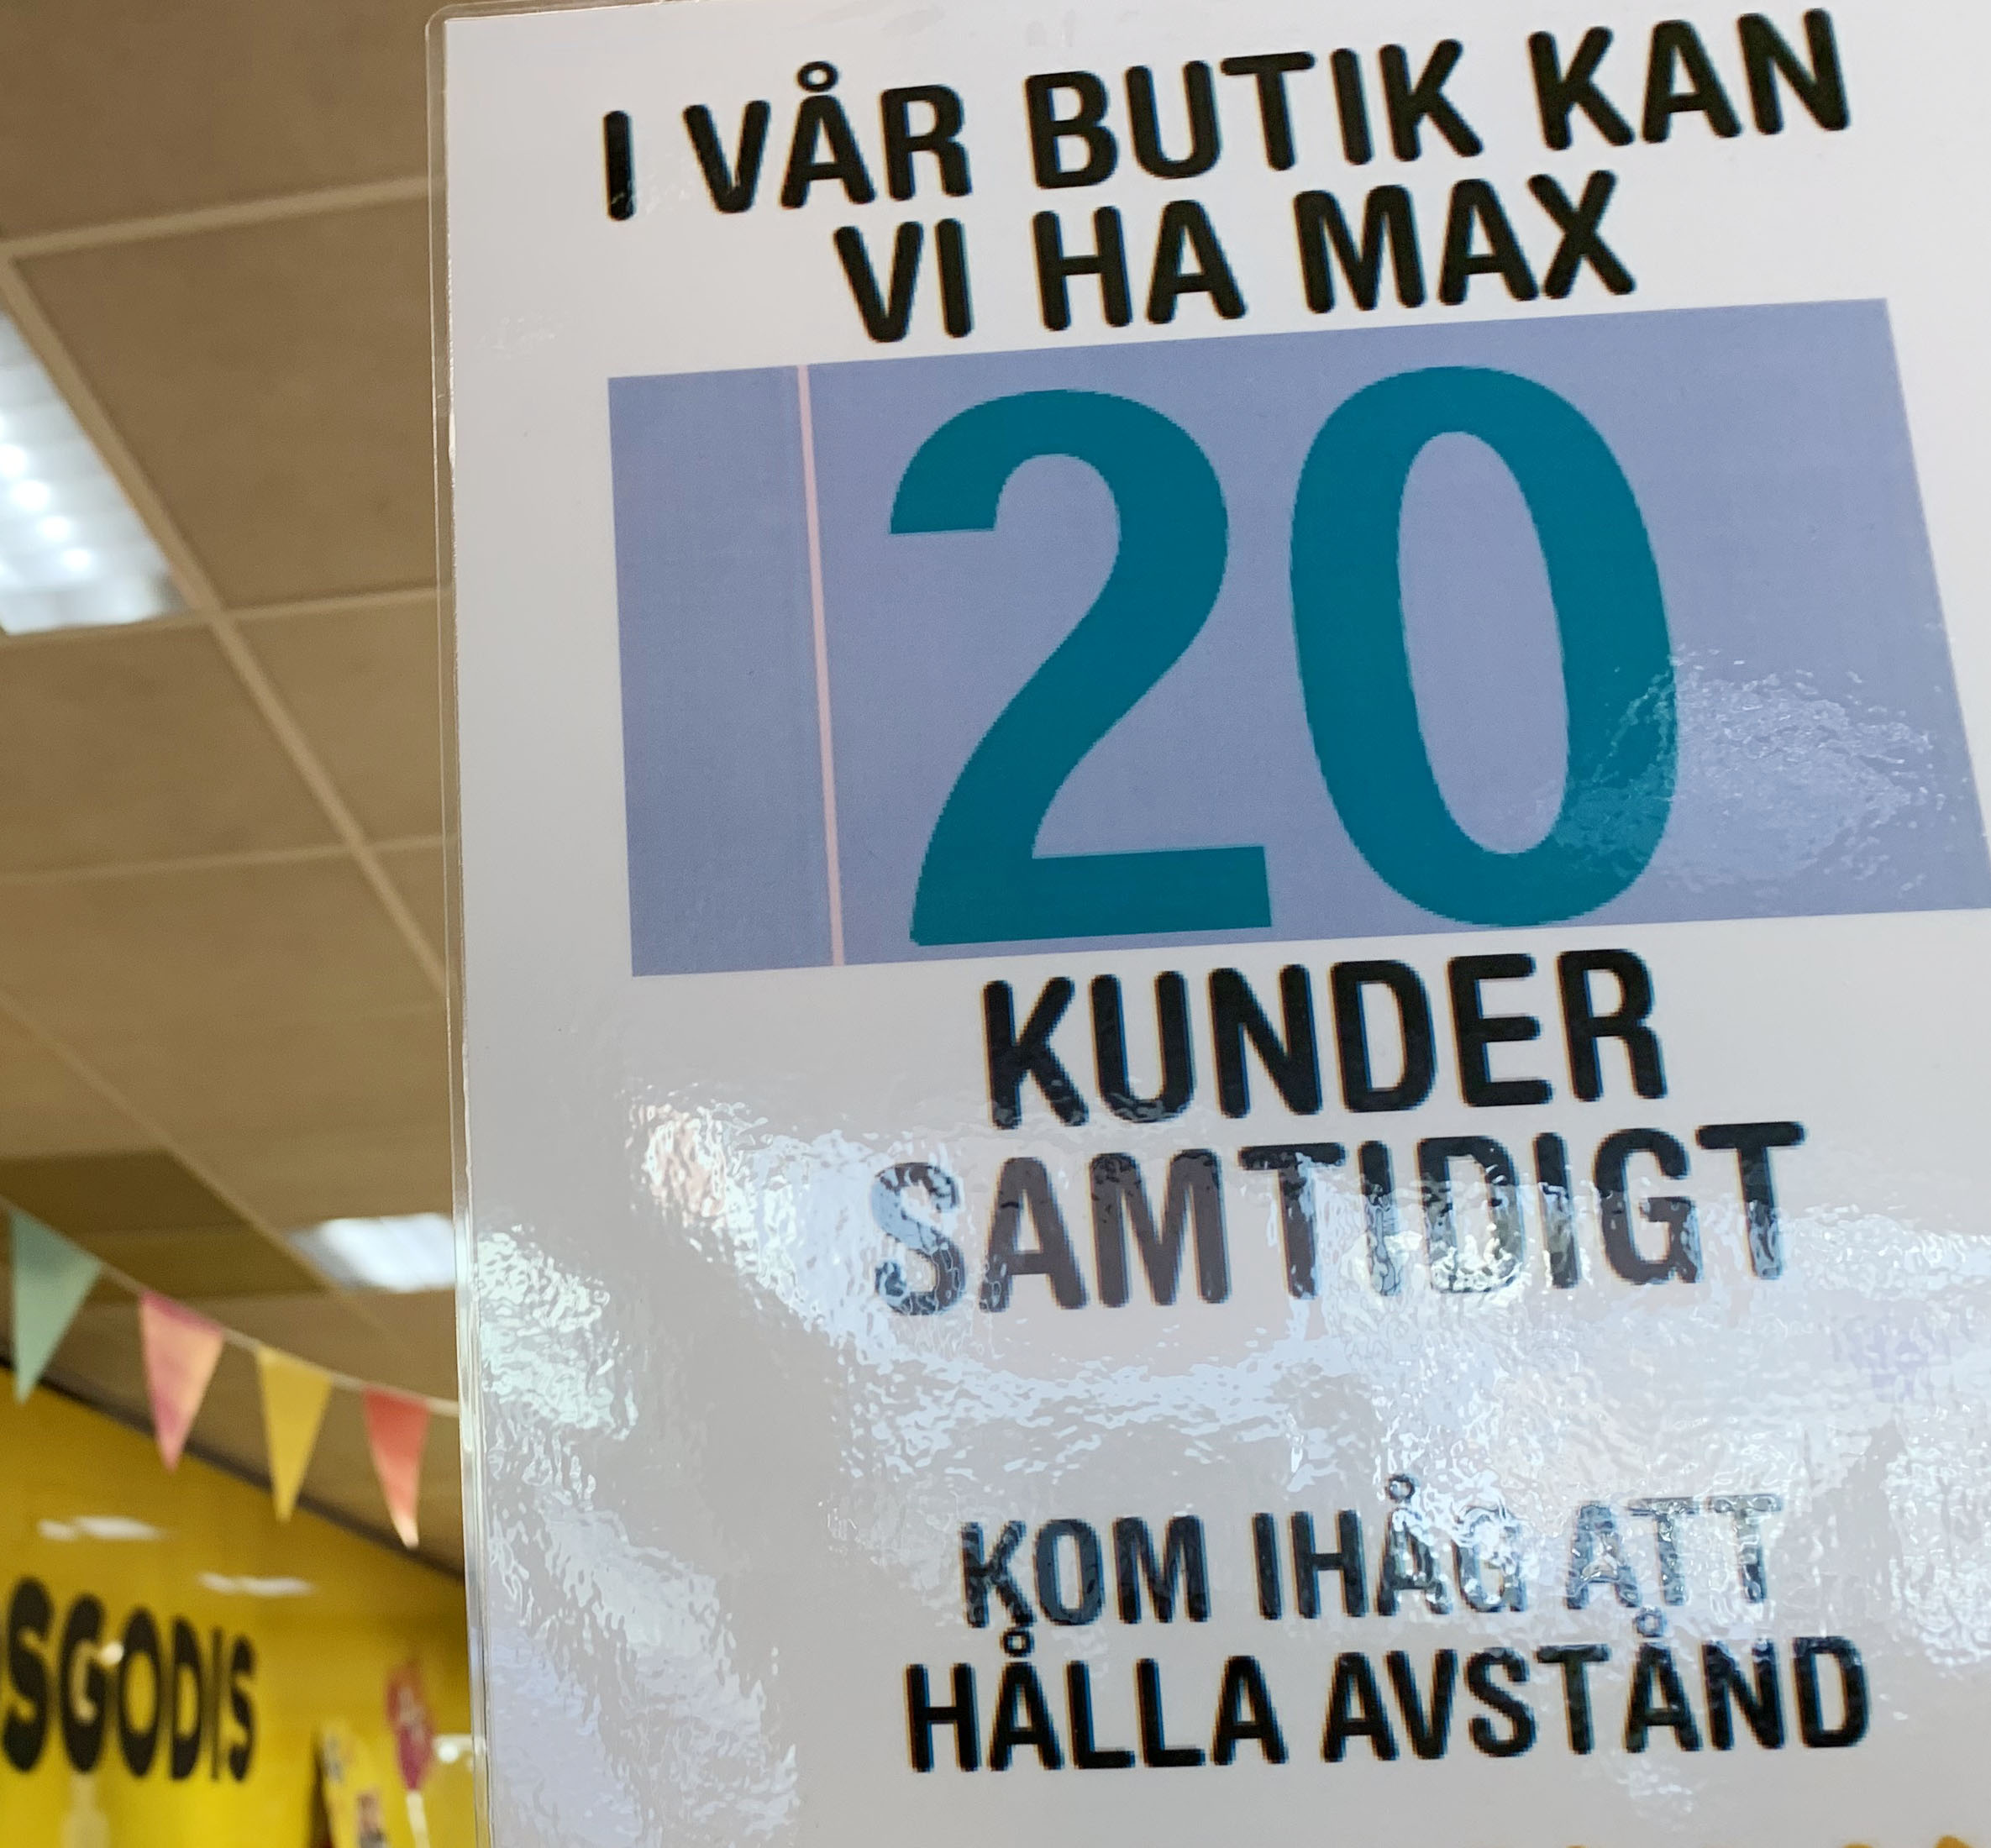 I VÅR BUTIK KAN
VI HA MAX
20
KUNDER
SAMTIDIGT
KOM IHÅG ATT
HÅLLA AVSTÅND
SGODIS